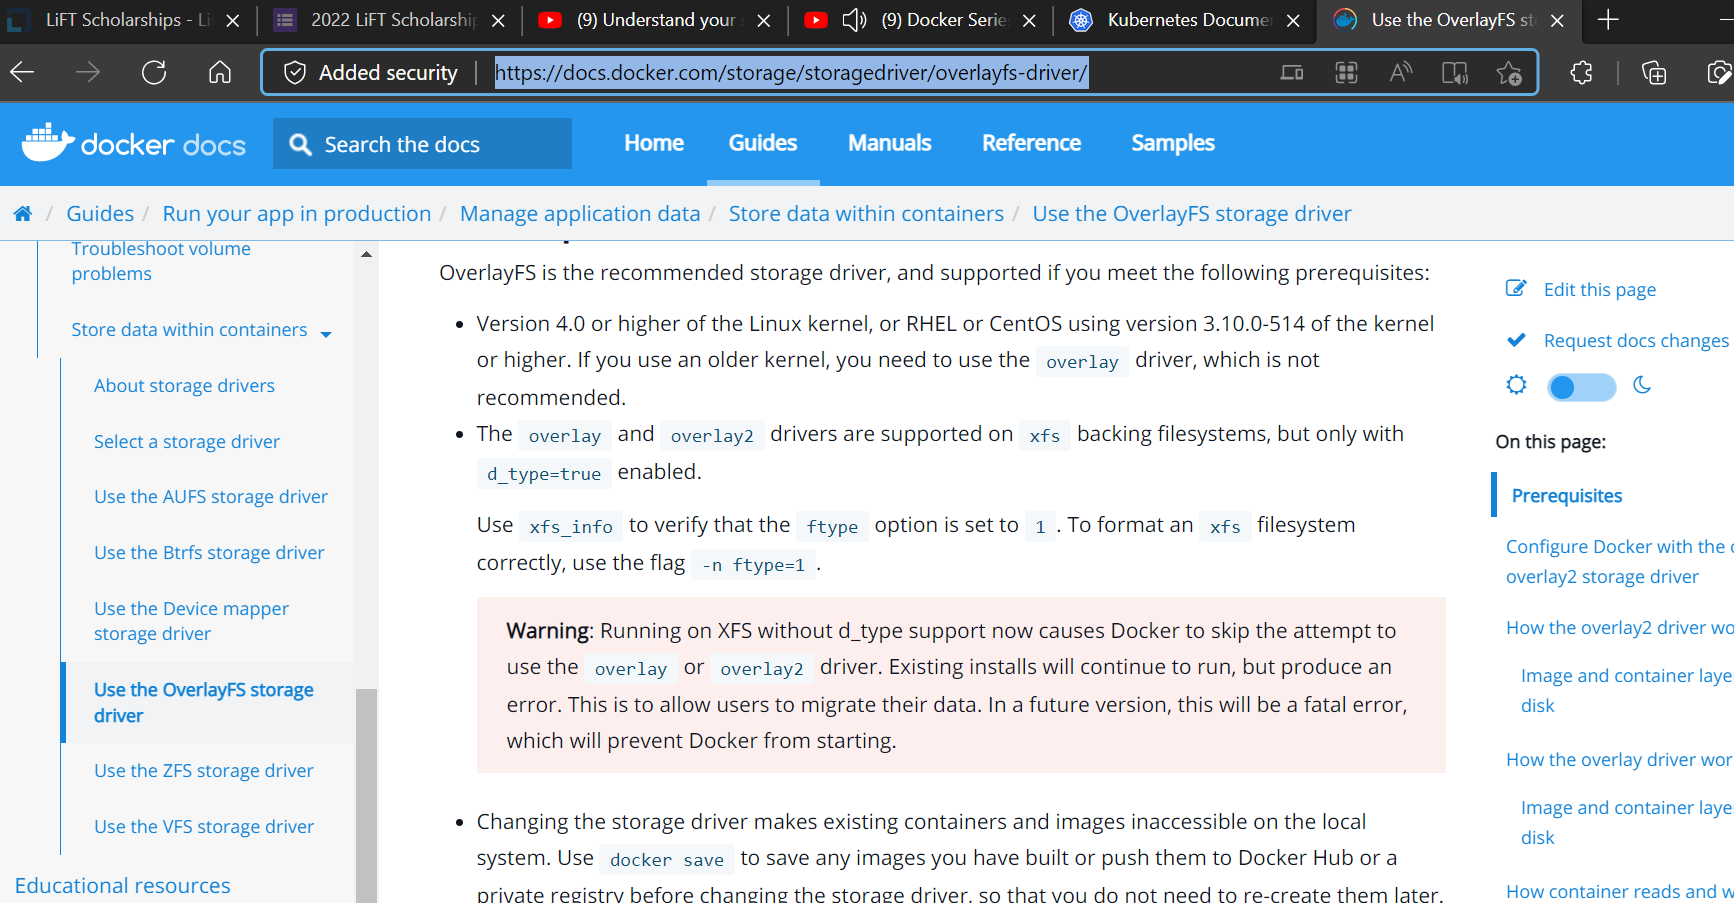 LiFT Scholarships - Li
2022 LiFT Scholarship
(9) Understand your
(9) Docker Serie
Kubernetes Docume
Use the OverlayFS st
Added security
https://docs.docker.com/storage/storagedriver/overlayfs-driver/
docker docs
Search the docs
Home
Guides
Manuals
Reference
Samples
/ Guides / Run your app in production / Manage application data / Store data within containers / Use the OverlayFS storage driver
Troubleshoot volume
problems
Store data within containers
About storage drivers
Select a storage driver
Use the AUFS storage driver
Use the Btrfs storage driver
Use the Device mapper
storage driver
Use the OverlayFS storage
driver
Use the ZFS storage driver
Use the VFS storage driver
Educational resources
OverlayFS is the recommended storage driver, and supported if you meet the following prerequisites:
• Version 4.0 or higher of the Linux kernel, or RHEL or CentOS using version 3.10.0-514 of the kernel
or higher. If you use an older kernel, you need to use the overlay driver, which is not
recommended.
• The overlay and overlay2 drivers are supported on xfs backing filesystems, but only with
d_type=true enabled.
Use xfs_info to verify that the ftype option is set to 1 . To format an xfs filesystem
correctly, use the flag -n ftype=1 .
Warning: Running on XFS without d_type support now causes Docker to skip the attempt to
use the overlay or overlay2 driver. Existing installs will continue to run, but produce an
error. This is to allow users to migrate their data. In a future version, this will be a fatal error,
which will prevent Docker from starting.
• Changing the storage driver makes existing containers and images inaccessible on the local
system. Use docker save to save any images you have built or push them to Docker Hub or a
private registry before changing the storage driver, so that you do not need to re-create them later.
Edit this page
Request docs changes
On this page:
Prerequisites
Configure Docker with the
overlay2 storage driver
How the overlay2 driver wo
Image and container laye
disk
How the overlay driver wor
Image and container laye
disk
How container reads and w